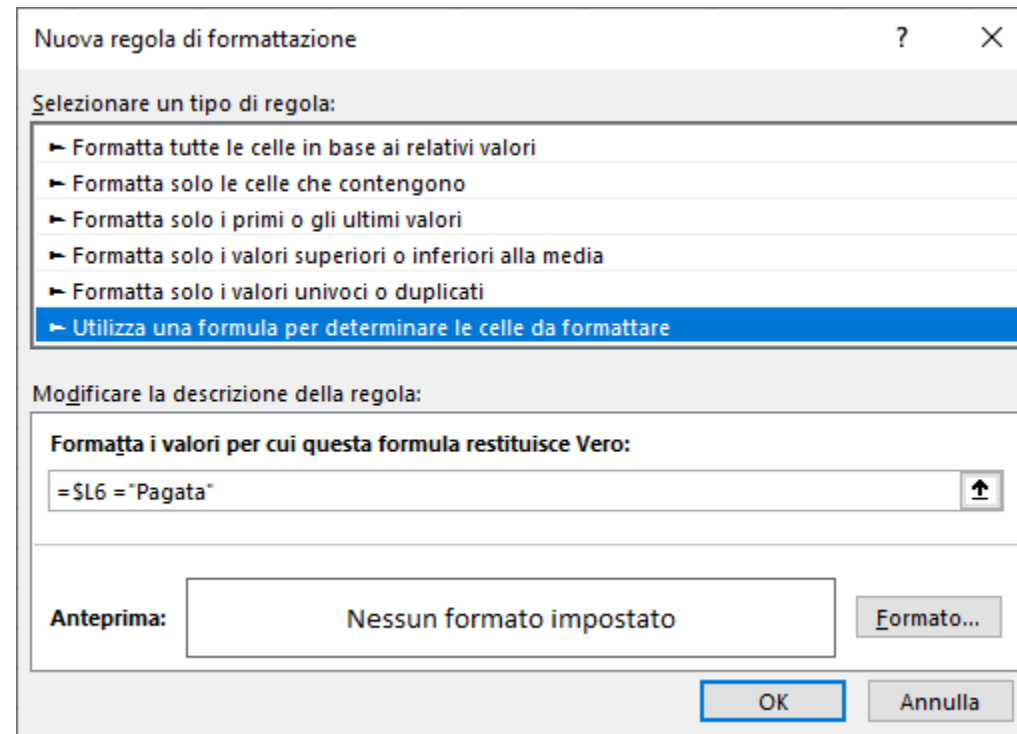 Nuova regola di formattazione ?
Selezionare un tipo di regola:
► Formatta tutte le celle in base ai relativi valori
► Formatta solo le celle che contengono
► Formatta solo i primi o gli ultimi valori
► Formatta solo i valori superiori o inferiori alla media
► Formatta solo i valori univoci o duplicati
► Utilizza una formula per determinare le celle da formattare
Modificare la descrizione della regola:
Formatta i valori per cui questa formula restituisce Vero:
=$L6 ="Pagata"
Anteprima: Nessun formato impostato Formato...
OK Annulla